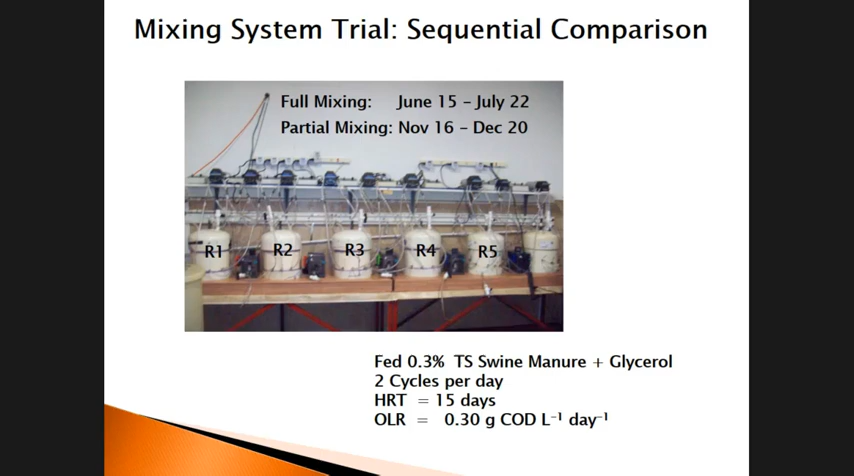 Mixing System Trial: Sequential Comparison
Full Mixing: June 15 – July 22
Partial Mixing: Nov 16 – Dec 20
R1 R2 R3 R4 R5
Fed 0.3% TS Swine Manure + Glycerol
2 Cycles per day
HRT = 15 days
OLR = 0.30 g COD L⁻¹ day⁻¹